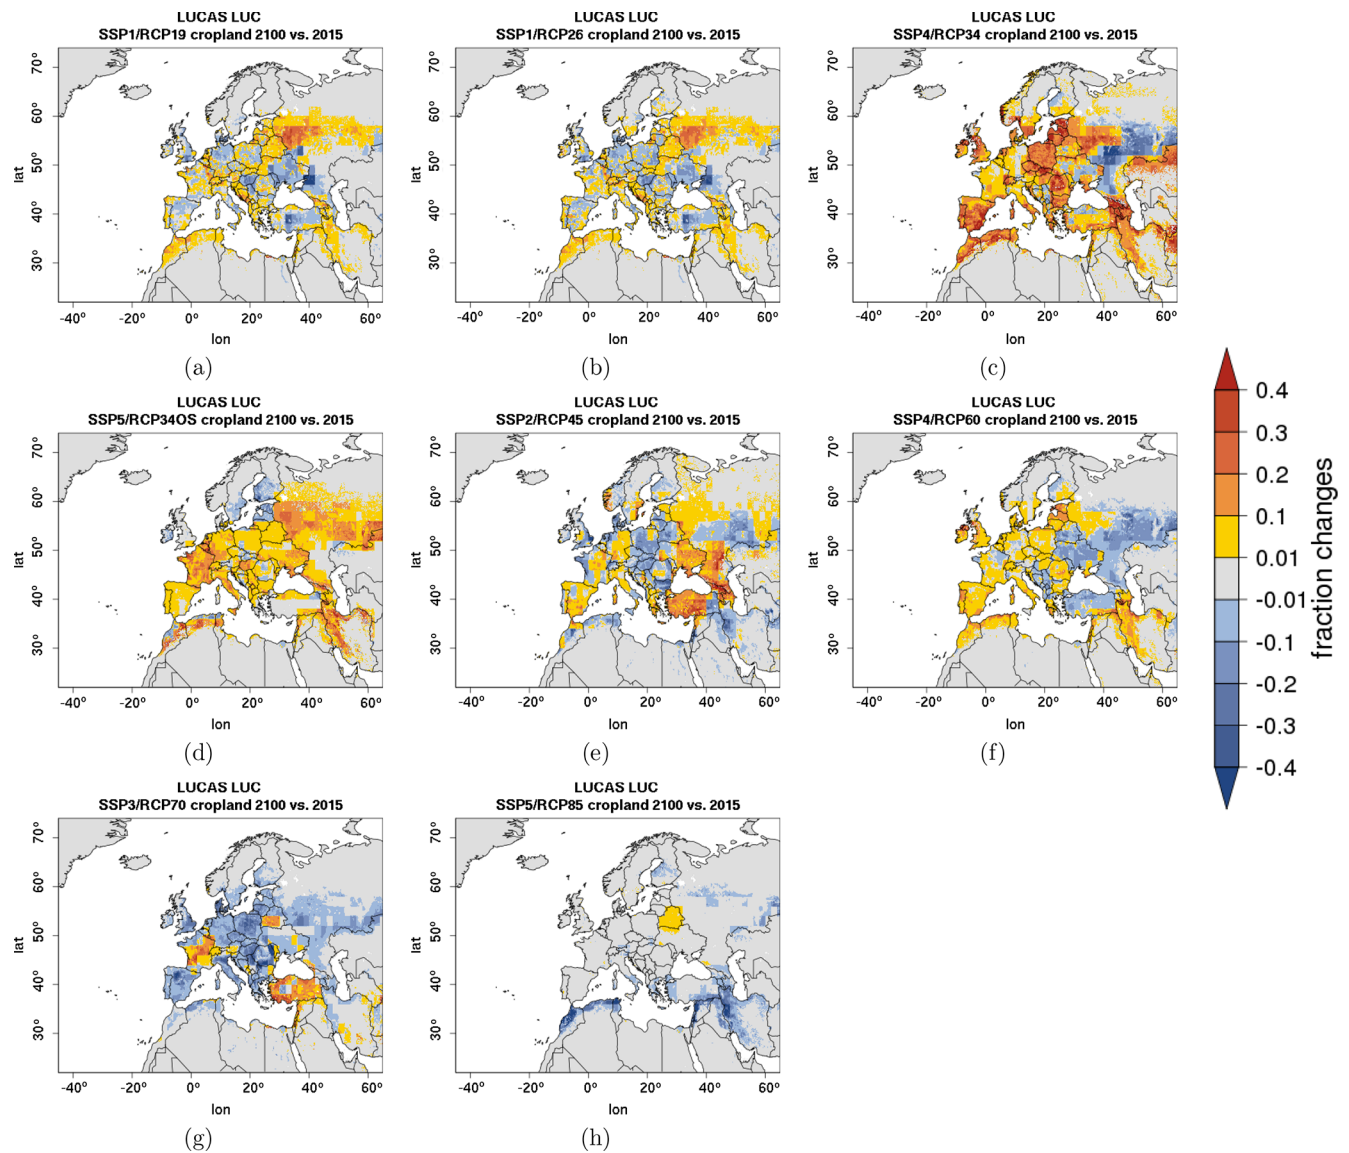 LUCAS LUC
SSP1/RCP19 cropland 2100 vs. 2015
70°
60°
50°
40°
30°
lat
-40°
-20°
0°
20°
40°
60°
lon
(a)
LUCAS LUC
SSP1/RCP26 cropland 2100 vs. 2015
70°
60°
50°
40°
30°
lat
-40°
-20°
0°
20°
40°
60°
lon
(b)
LUCAS LUC
SSP4/RCP34 cropland 2100 vs. 2015
70°
60°
50°
40°
30°
lat
-40°
-20°
0°
20°
40°
60°
lon
(c)
LUCAS LUC
SSP5/RCP34OS cropland 2100 vs. 2015
70°
60°
50°
40°
30°
lat
-40°
-20°
0°
20°
40°
60°
lon
(d)
LUCAS LUC
SSP2/RCP45 cropland 2100 vs. 2015
70°
60°
50°
40°
30°
lat
-40°
-20°
0°
20°
40°
60°
lon
(e)
LUCAS LUC
SSP4/RCP60 cropland 2100 vs. 2015
70°
60°
50°
40°
30°
lat
-40°
-20°
0°
20°
40°
60°
lon
(f)
LUCAS LUC
SSP3/RCP70 cropland 2100 vs. 2015
70°
60°
50°
40°
30°
lat
-40°
-20°
0°
20°
40°
60°
lon
(g)
LUCAS LUC
SSP5/RCP85 cropland 2100 vs. 2015
70°
60°
50°
40°
30°
lat
-40°
-20°
0°
20°
40°
60°
lon
(h)
0.4
0.3
0.2
0.1
0.01
-0.01
-0.1
-0.2
-0.3
-0.4
fraction changes